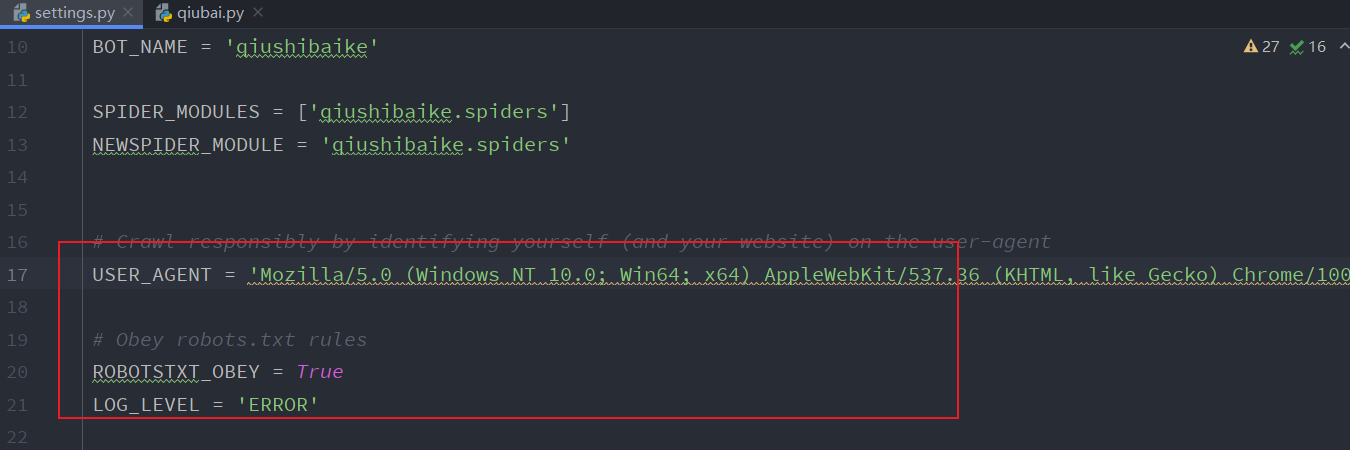 settings.py qiubai.py
10 BOT_NAME = 'qiushibaike' 27 16
11
12 SPIDER_MODULES = ['qiushibaike.spiders']
13 NEWSPIDER_MODULE = 'qiushibaike.spiders'
14
15
16 # Crawl responsibly by identifying yourself (and your website) on the user-agent
17 USER_AGENT = 'Mozilla/5.0 (Windows NT 10.0; Win64; x64) AppleWebKit/537.36 (KHTML, like Gecko) Chrome/100
18
19 # Obey robots.txt rules
20 ROBOTSTXT_OBEY = True
21 LOG_LEVEL = 'ERROR'
22